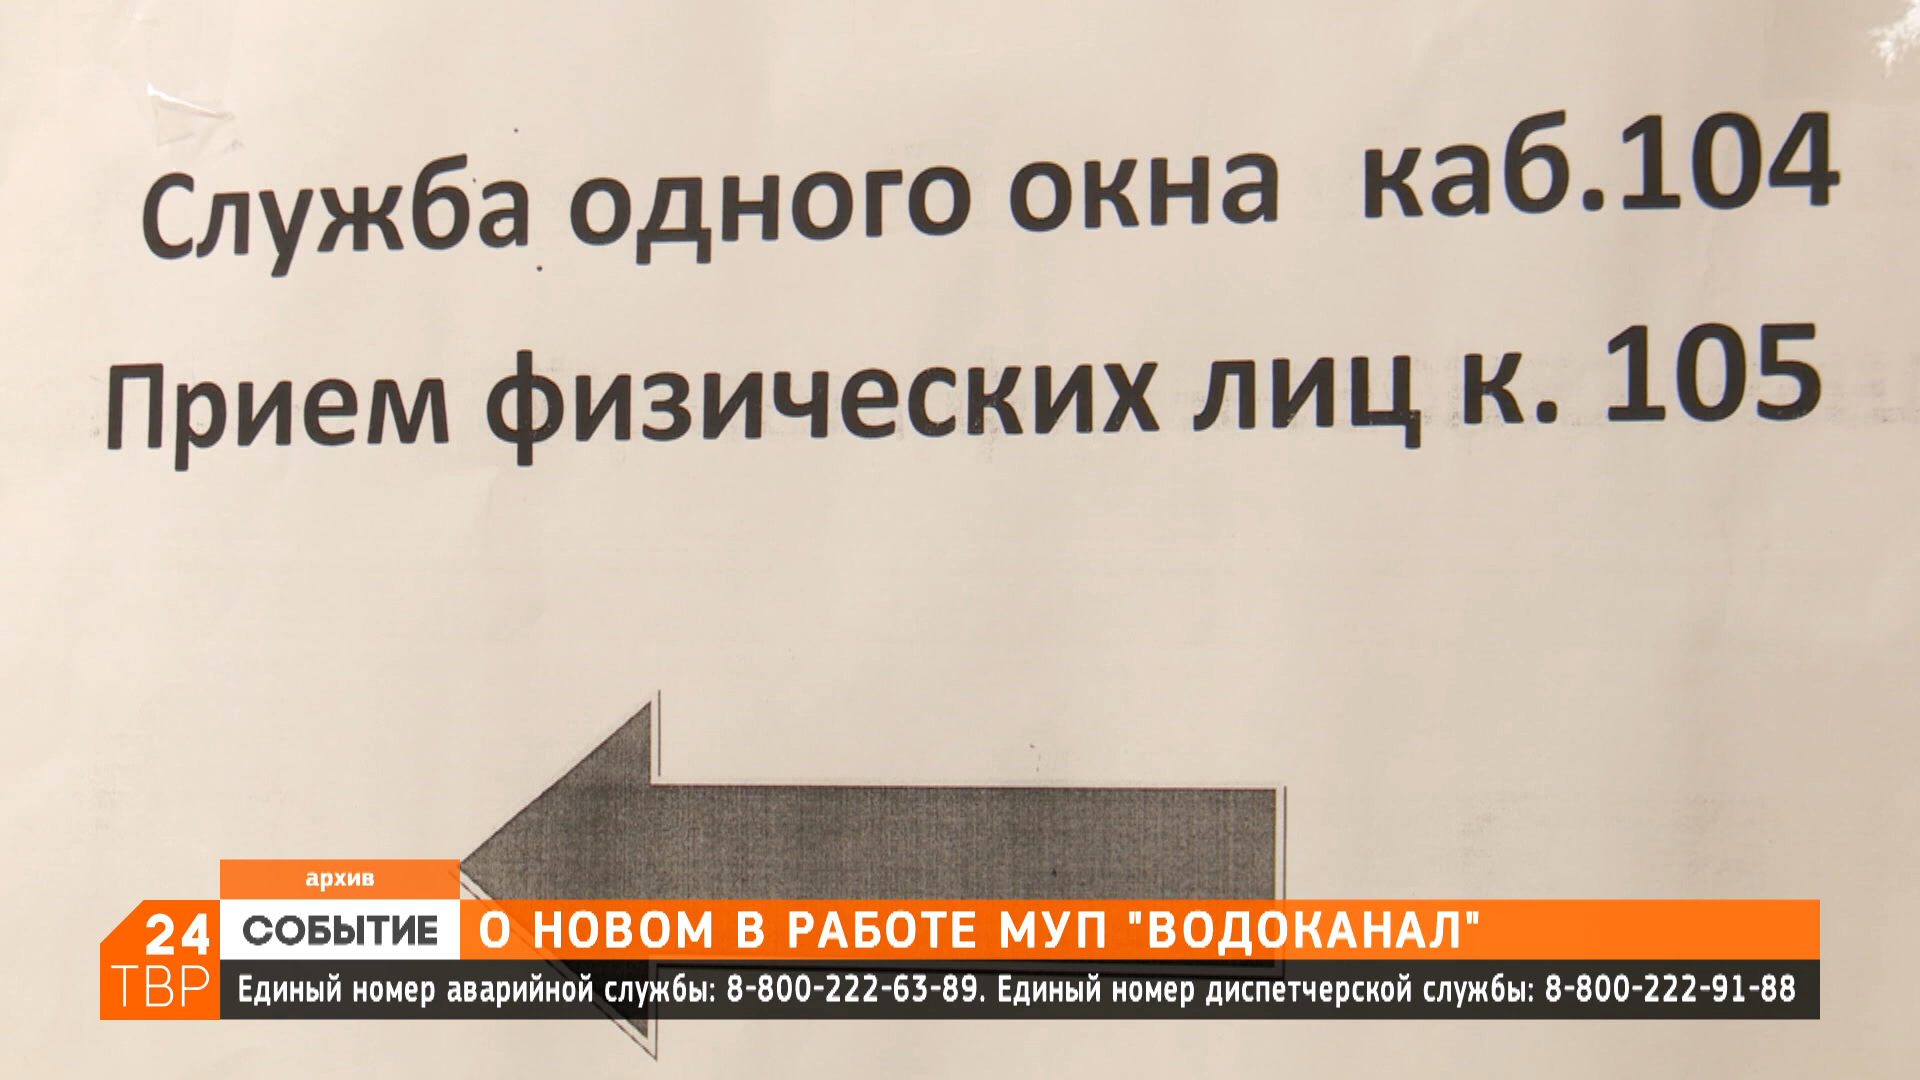 Служба одного окна каб.104
Прием физических лиц к. 105
архив
24
ТВР
СОБЫТИЕ
О НОВОМ В РАБОТЕ МУП "ВОДОКАНАЛ"
Единый номер аварийной службы: 8-800-222-63-89. Единый номер диспетчерской службы: 8-800-222-91-88